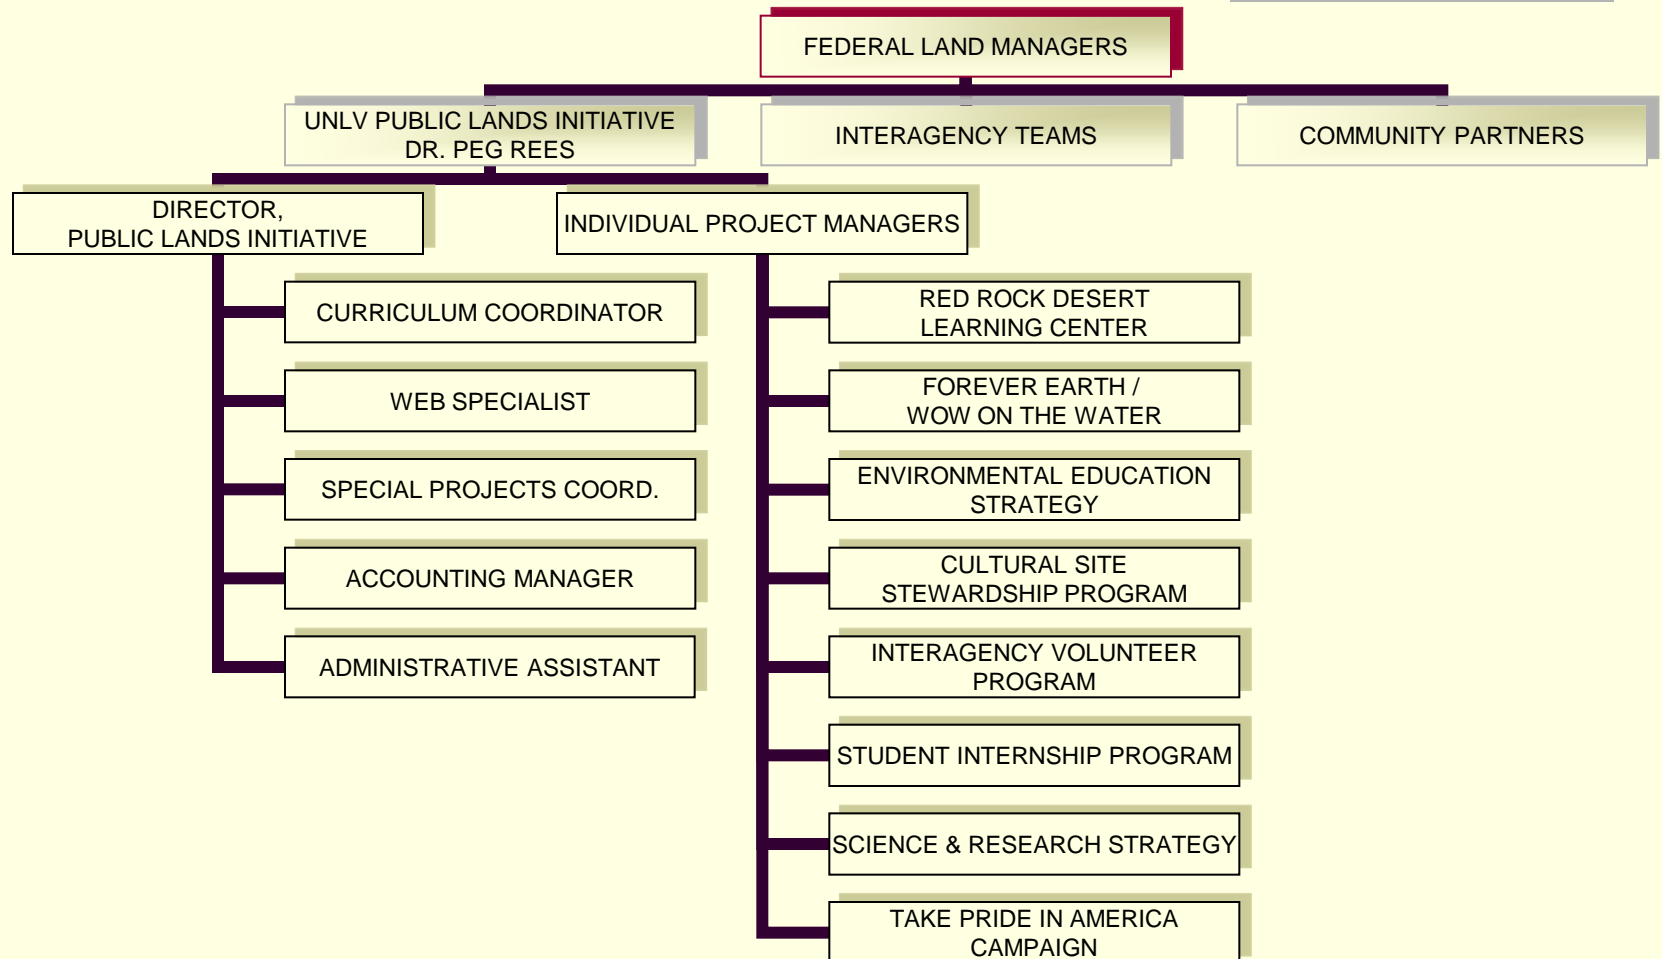 FEDERAL LAND MANAGERS
UNLV PUBLIC LANDS INITIATIVE
DR. PEG REES
INTERAGENCY TEAMS
COMMUNITY PARTNERS
DIRECTOR,
PUBLIC LANDS INITIATIVE
INDIVIDUAL PROJECT MANAGERS
CURRICULUM COORDINATOR
WEB SPECIALIST
SPECIAL PROJECTS COORD.
ACCOUNTING MANAGER
ADMINISTRATIVE ASSISTANT
RED ROCK DESERT
LEARNING CENTER
FOREVER EARTH /
WOW ON THE WATER
ENVIRONMENTAL EDUCATION
STRATEGY
CULTURAL SITE
STEWARDSHIP PROGRAM
INTERAGENCY VOLUNTEER
PROGRAM
STUDENT INTERNSHIP PROGRAM
SCIENCE & RESEARCH STRATEGY
TAKE PRIDE IN AMERICA
CAMPAIGN